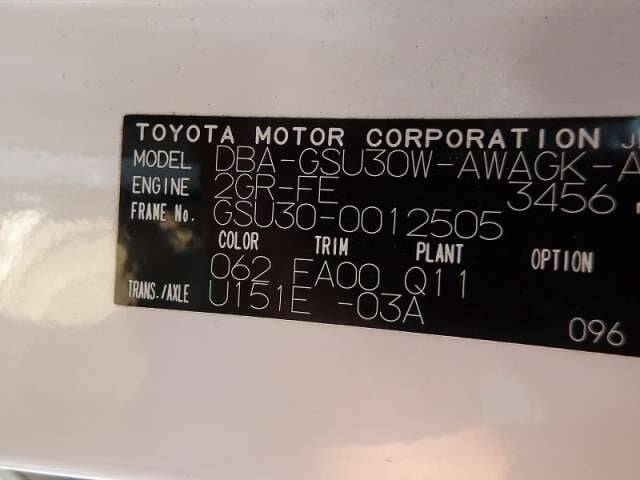 TOYOTA MOTOR CORPORATION
MODEL DBA-GSU30W-AWAGK-A
ENGINE 2GR-FE 3456
FRAME No. GSU30-0012505
COLOR TRIM PLANT OPTION
062 FA00 Q11
TRANS./AXLE U151E -03A
096